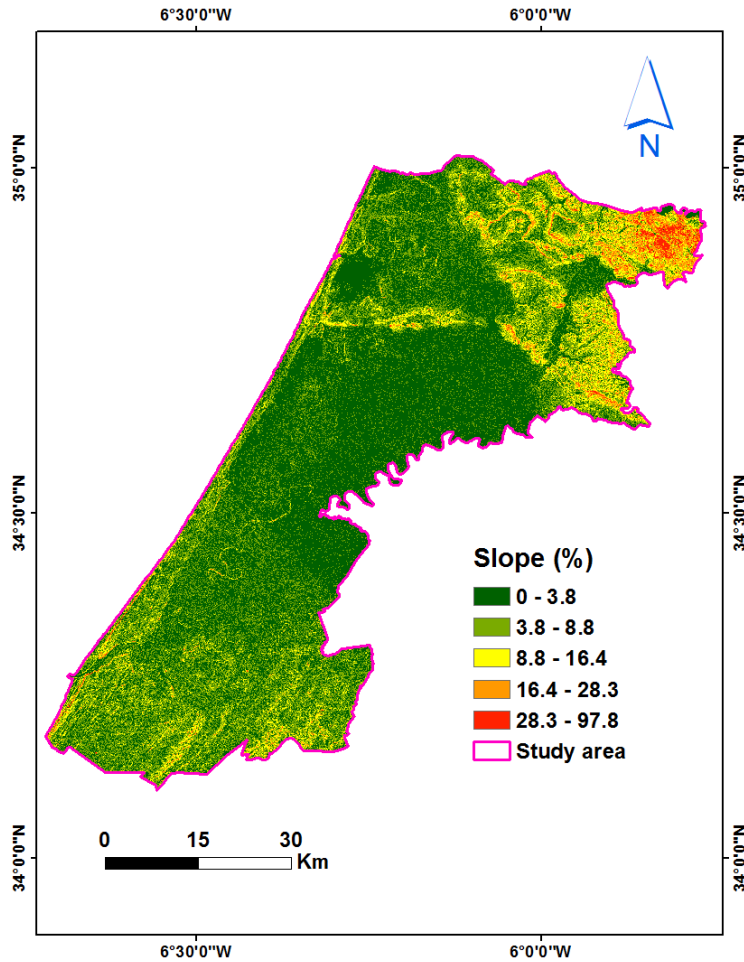 6°30'0"W 6°0'0"W
N
35°0'0"N 35°0'0"N
34°30'0"N 34°30'0"N
Slope (%)
0 - 3.8
3.8 - 8.8
8.8 - 16.4
16.4 - 28.3
28.3 - 97.8
Study area
0 15 30
Km
34°0'0"N 34°0'0"N
6°30'0"W 6°0'0"W